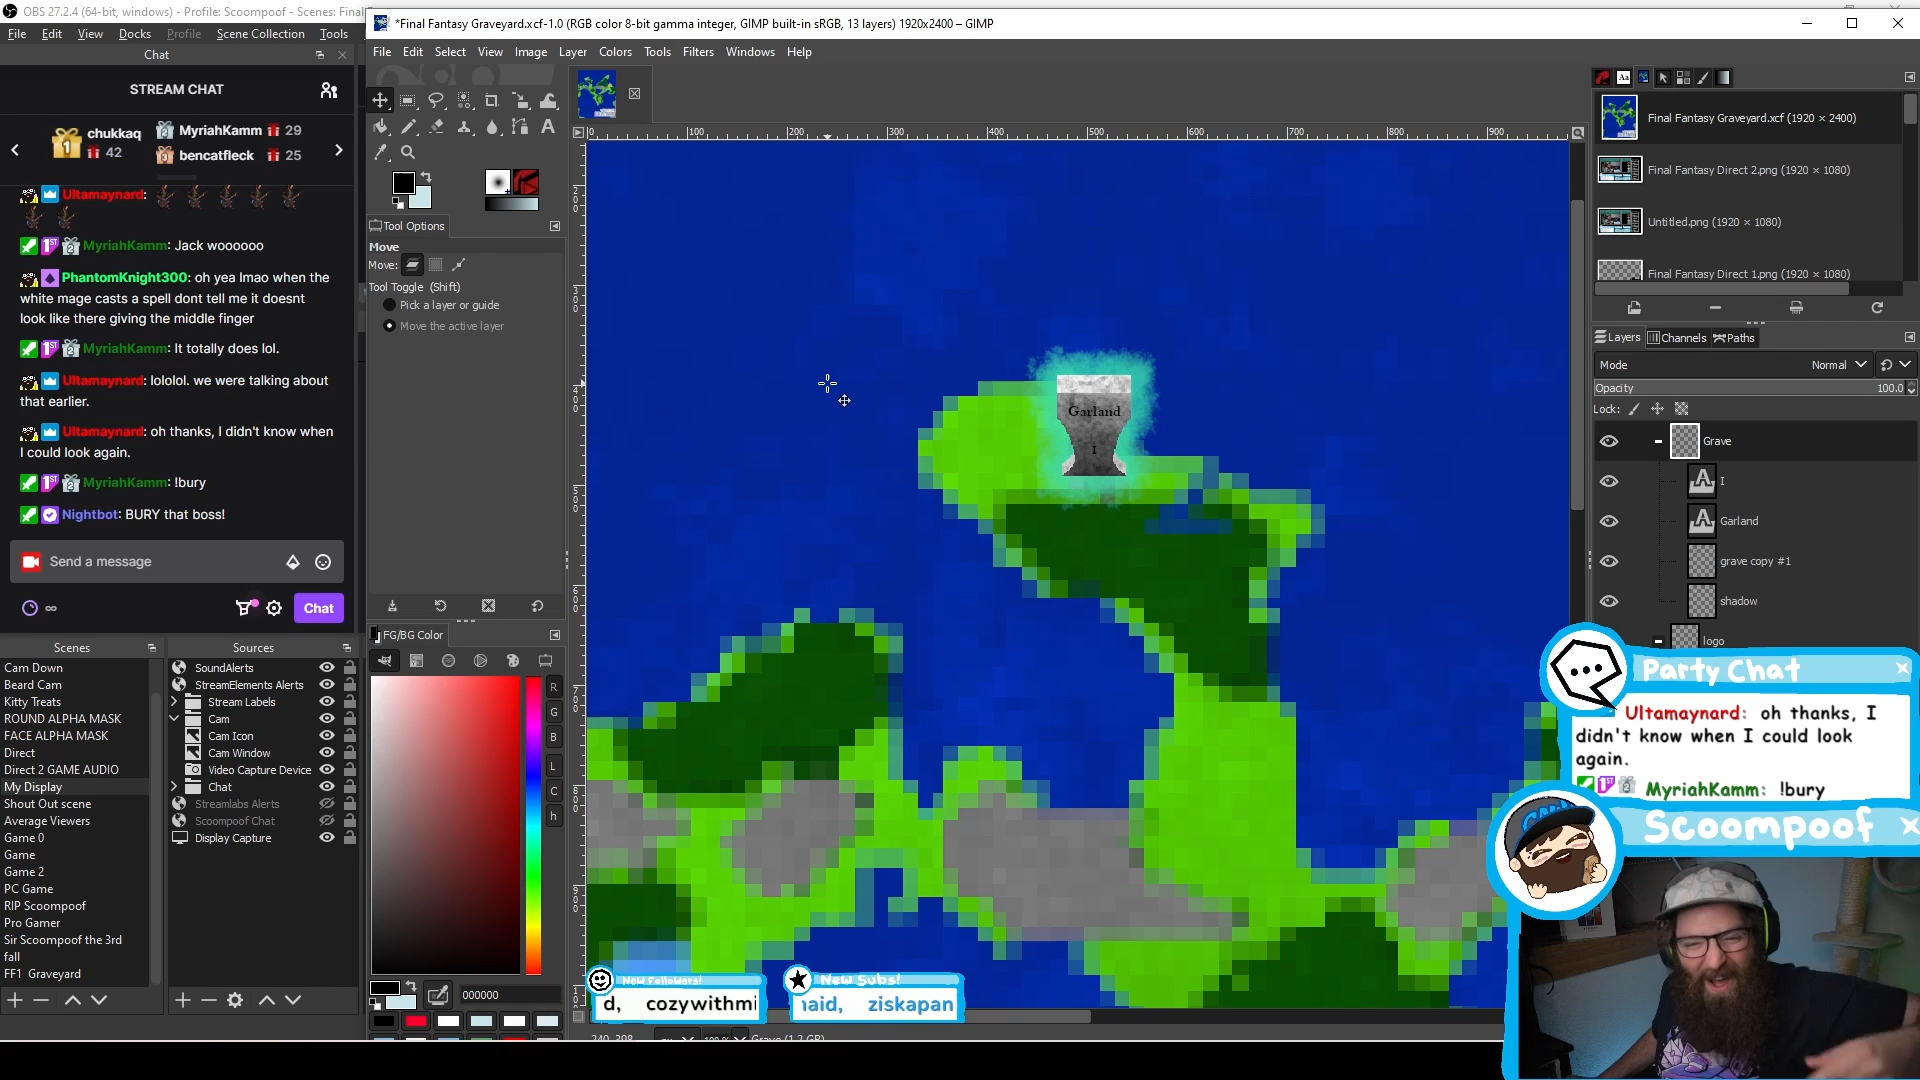 OBS 27.2.4 (64-bit, windows) - Profile: Scoompoof - Scenes: Final
File Edit View Docks Profile Scene Collection Tools
Chat
STREAM CHAT
chukkaq
42
MyriahKamm 29
bencatfleck 25
Ultamaynard:
MyriahKamm: Jack woooooo
PhantomKnight300: oh yea lmao when the
white mage casts a spell dont tell me it doesnt
look like there giving the middle finger
MyriahKamm: It totally does lol.
Ultamaynard: lololol. we were talking about
that earlier.
Ultamaynard: oh thanks, I didn't know when
I could look again.
MyriahKamm: !bury
Nightbot: BURY that boss!
Send a message
Chat
Scenes
Cam Down
Beard Cam
Kitty Treats
ROUND ALPHA MASK
FACE ALPHA MASK
Direct
Direct 2 GAME AUDIO
My Display
Shout Out scene
Average Viewers
Game 0
Game
Game 2
PC Game
RIP Scoompoof
Pro Gamer
Sir Scoompoof the 3rd
fall
FF1 Graveyard
Sources
SoundAlerts
StreamElements Alerts
Stream Labels
Cam
Cam Icon
Cam Window
Video Capture Device
Chat
Streamlabs Alerts
Scoompoof Chat
Display Capture
*Final Fantasy Graveyard.xcf-1.0 (RGB color 8-bit gamma integer, GIMP built-in sRGB, 13 layers) 1920x2400 – GIMP
File Edit Select View Image Layer Colors Tools Filters Windows Help
Tool Options
Move
Move:
Tool Toggle (Shift)
Pick a layer or guide
Move the active layer
FG/BG Color
R
G
B
L
C
h
000000
0 100 200 300 400 500 600 700 800 900
Garland
I
Final Fantasy Graveyard.xcf (1920 × 2400)
Final Fantasy Direct 2.png (1920 × 1080)
Untitled.png (1920 × 1080)
Final Fantasy Direct 1.png (1920 × 1080)
Layers Channels Paths
Mode Normal
Opacity 100.0
Lock:
Grave
I
Garland
grave copy #1
shadow
logo
Party Chat
Ultamaynard: oh thanks, I
didn't know when I could look
again.
MyriahKamm: !bury
Scoompoof
New Followers!
d, cozywithmi
New Subs!
ziskapan